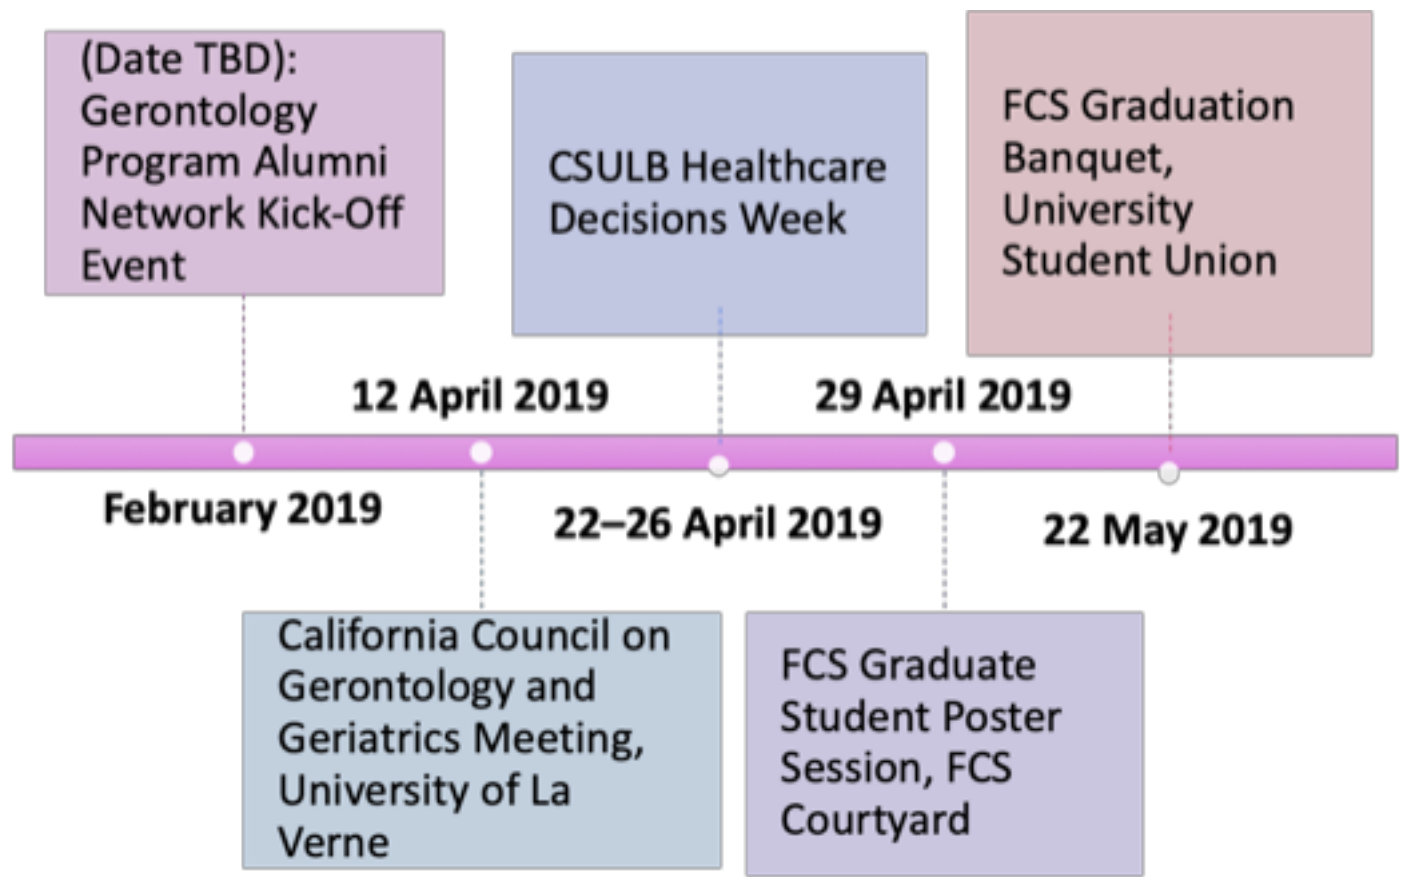 (Date TBD):
Gerontology
Program Alumni
Network Kick-Off
Event
CSULB Healthcare
Decisions Week
FCS Graduation
Banquet,
University
Student Union
12 April 2019
29 April 2019
February 2019
22–26 April 2019
22 May 2019
California Council on
Gerontology and
Geriatrics Meeting,
University of La
Verne
FCS Graduate
Student Poster
Session, FCS
Courtyard